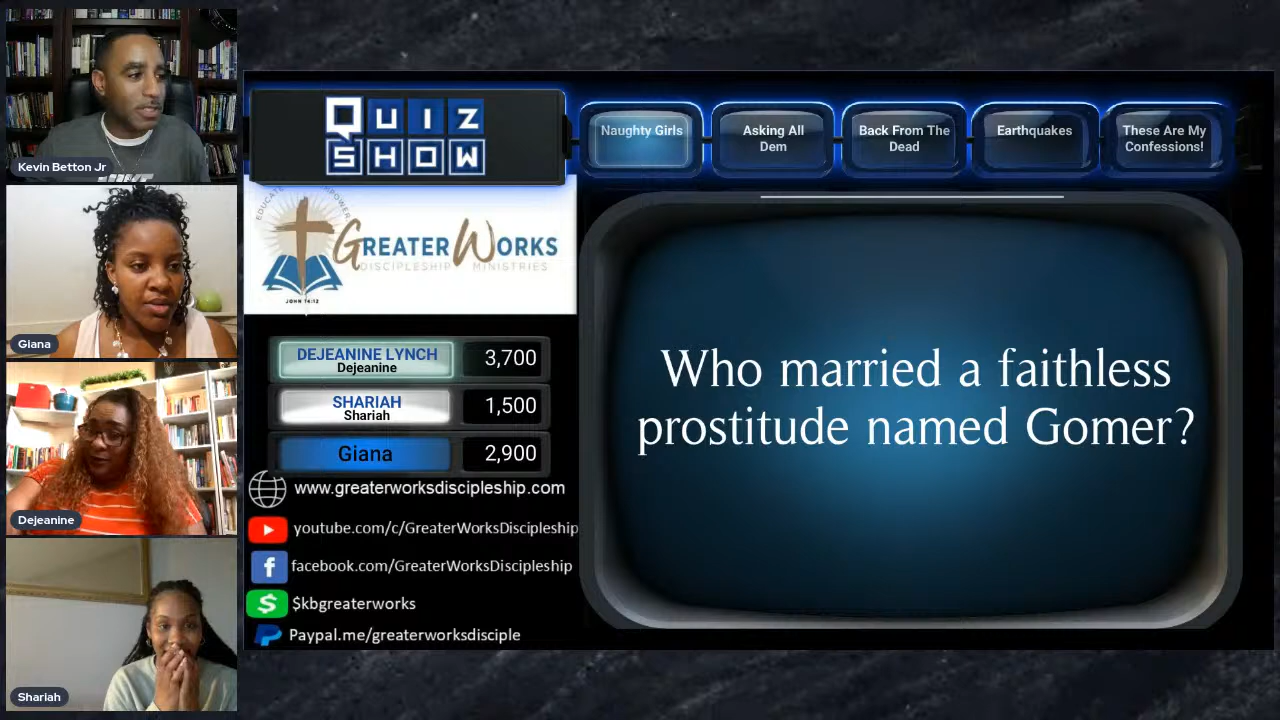 Kevin Betton Jr
Giana
Dejeanine
Shariah
QUIZ
SHOW
EDUCATE
EMPOWER
GREATERWORKS
DISCIPLESHIP MINISTRIES
JOHN 14:12
DEJEANINE LYNCH
Dejeanine
3,700
SHARIAH
Shariah
1,500
Giana
2,900
www.greaterworksdiscipleship.com
youtube.com/c/GreaterWorksDiscipleship
facebook.com/GreaterWorksDiscipleship
$kbgreaterworks
Paypal.me/greaterworksdisciple
Naughty Girls
Asking All
Dem
Back From The
Dead
Earthquakes
These Are My
Confessions!
Who married a faithless
prostitude named Gomer?